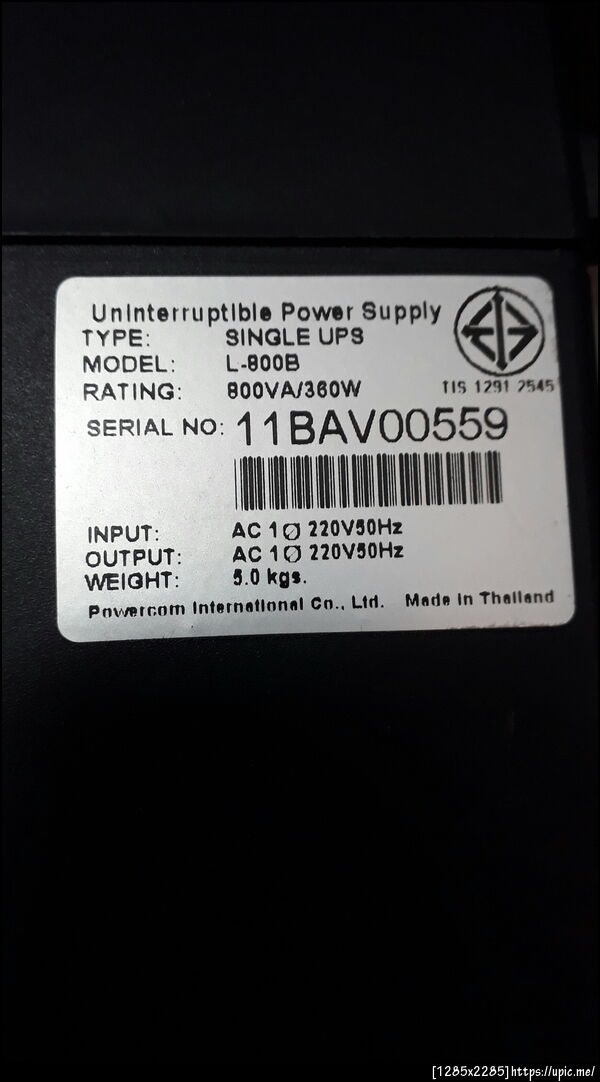 Uninterruptible Power Supply
TYPE: SINGLE UPS
MODEL: L-800B
RATING: 800VA/360W
TIS 1291 2545
SERIAL NO: 11BAV00559
INPUT: AC 1Ø 220V50Hz
OUTPUT: AC 1Ø 220V50Hz
WEIGHT: 5.0 kgs.
Powercom International Co., Ltd. Made in Thailand
[1285x2285]https://upic.me/